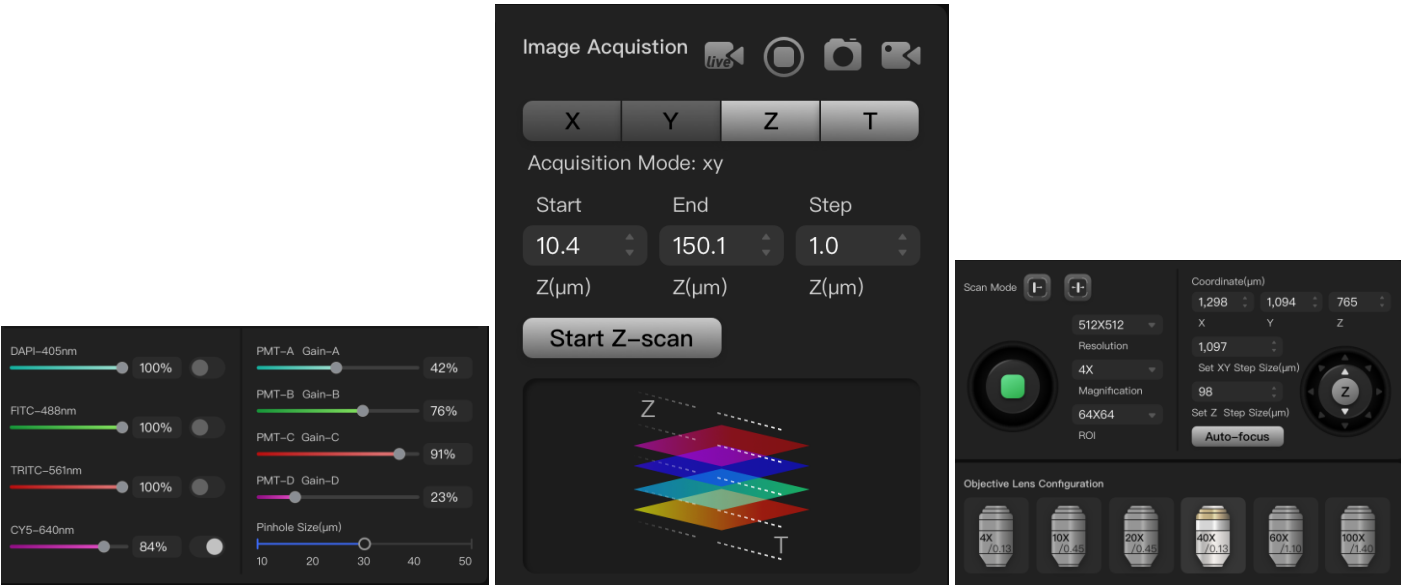 DAPI-405nm
100%
FITC-488nm
100%
TRITC-561nm
100%
CY5-640nm
84%
PMT-A Gain-A
42%
PMT-B Gain-B
76%
PMT-C Gain-C
91%
PMT-D Gain-D
23%
Pinhole Size(μm)
10 20 30 40 50
Image Acquistion
live
X Y Z T
Acquisition Mode: xy
Start End Step
10.4 150.1 1.0
Z(μm) Z(μm) Z(μm)
Start Z-scan
Z
T
Scan Mode
512X512
Resolution
4X
Magnification
64X64
ROI
Coordinate(μm)
1,298 1,094 765
X Y Z
1,097
Set XY Step Size(μm)
98
Set Z Step Size(μm)
Auto-focus
Z
Objective Lens Configuration
4X 10X 20X 40X 60X 100X
/0.13 /0.45 /0.45 /0.13 /1.10 /1.40